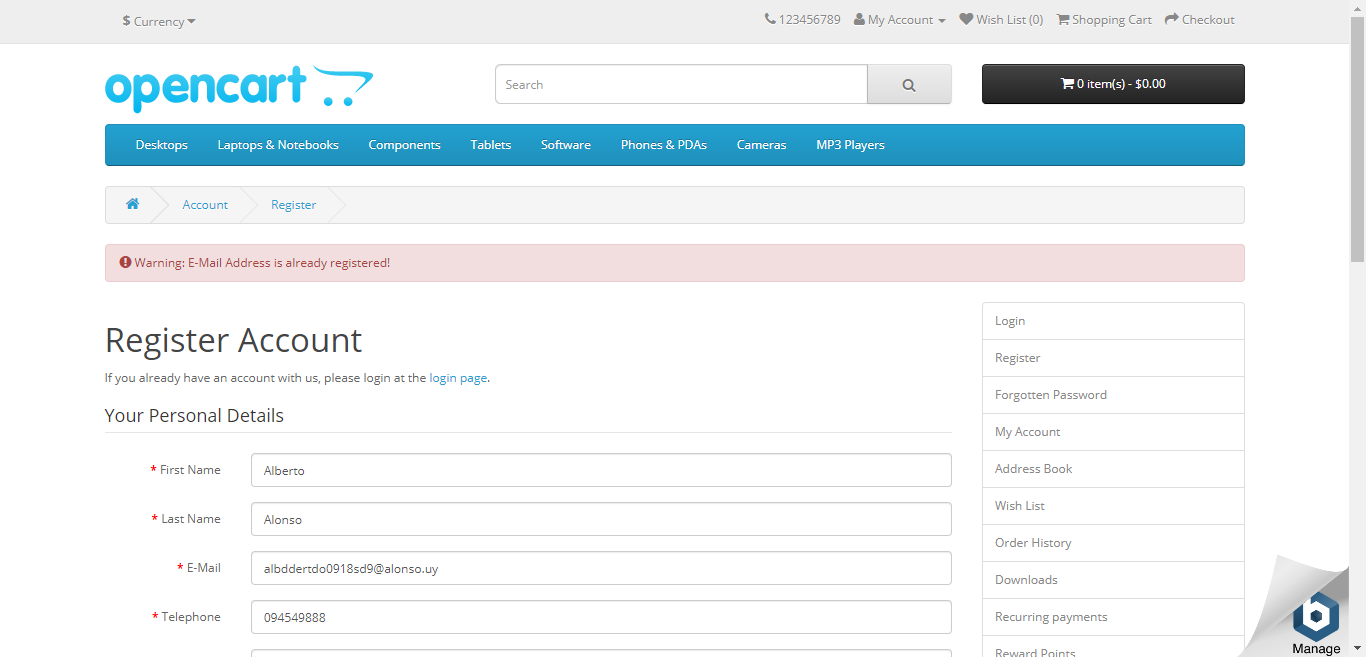 $ Currency
123456789 My Account Wish List (0) Shopping Cart Checkout
opencart
Search
0 item(s) - $0.00
Desktops Laptops & Notebooks Components Tablets Software Phones & PDAs Cameras MP3 Players
Account Register
Warning: E-Mail Address is already registered!
Register Account
If you already have an account with us, please login at the login page.
Your Personal Details
* First Name Alberto
* Last Name Alonso
* E-Mail albddertdo0918sd9@alonso.uy
* Telephone 094549888
Login
Register
Forgotten Password
My Account
Address Book
Wish List
Order History
Downloads
Recurring payments
Reward Points
b
Manage